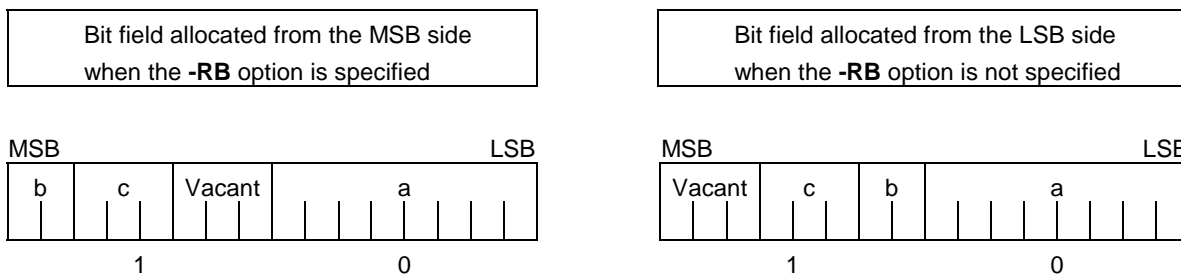 Bit field allocated from the MSB side
when the -RB option is specified
Bit field allocated from the LSB side
when the -RB option is not specified
MSB LSB
b c Vacant a
1 0
MSB LSB
Vacant c b a
1 0